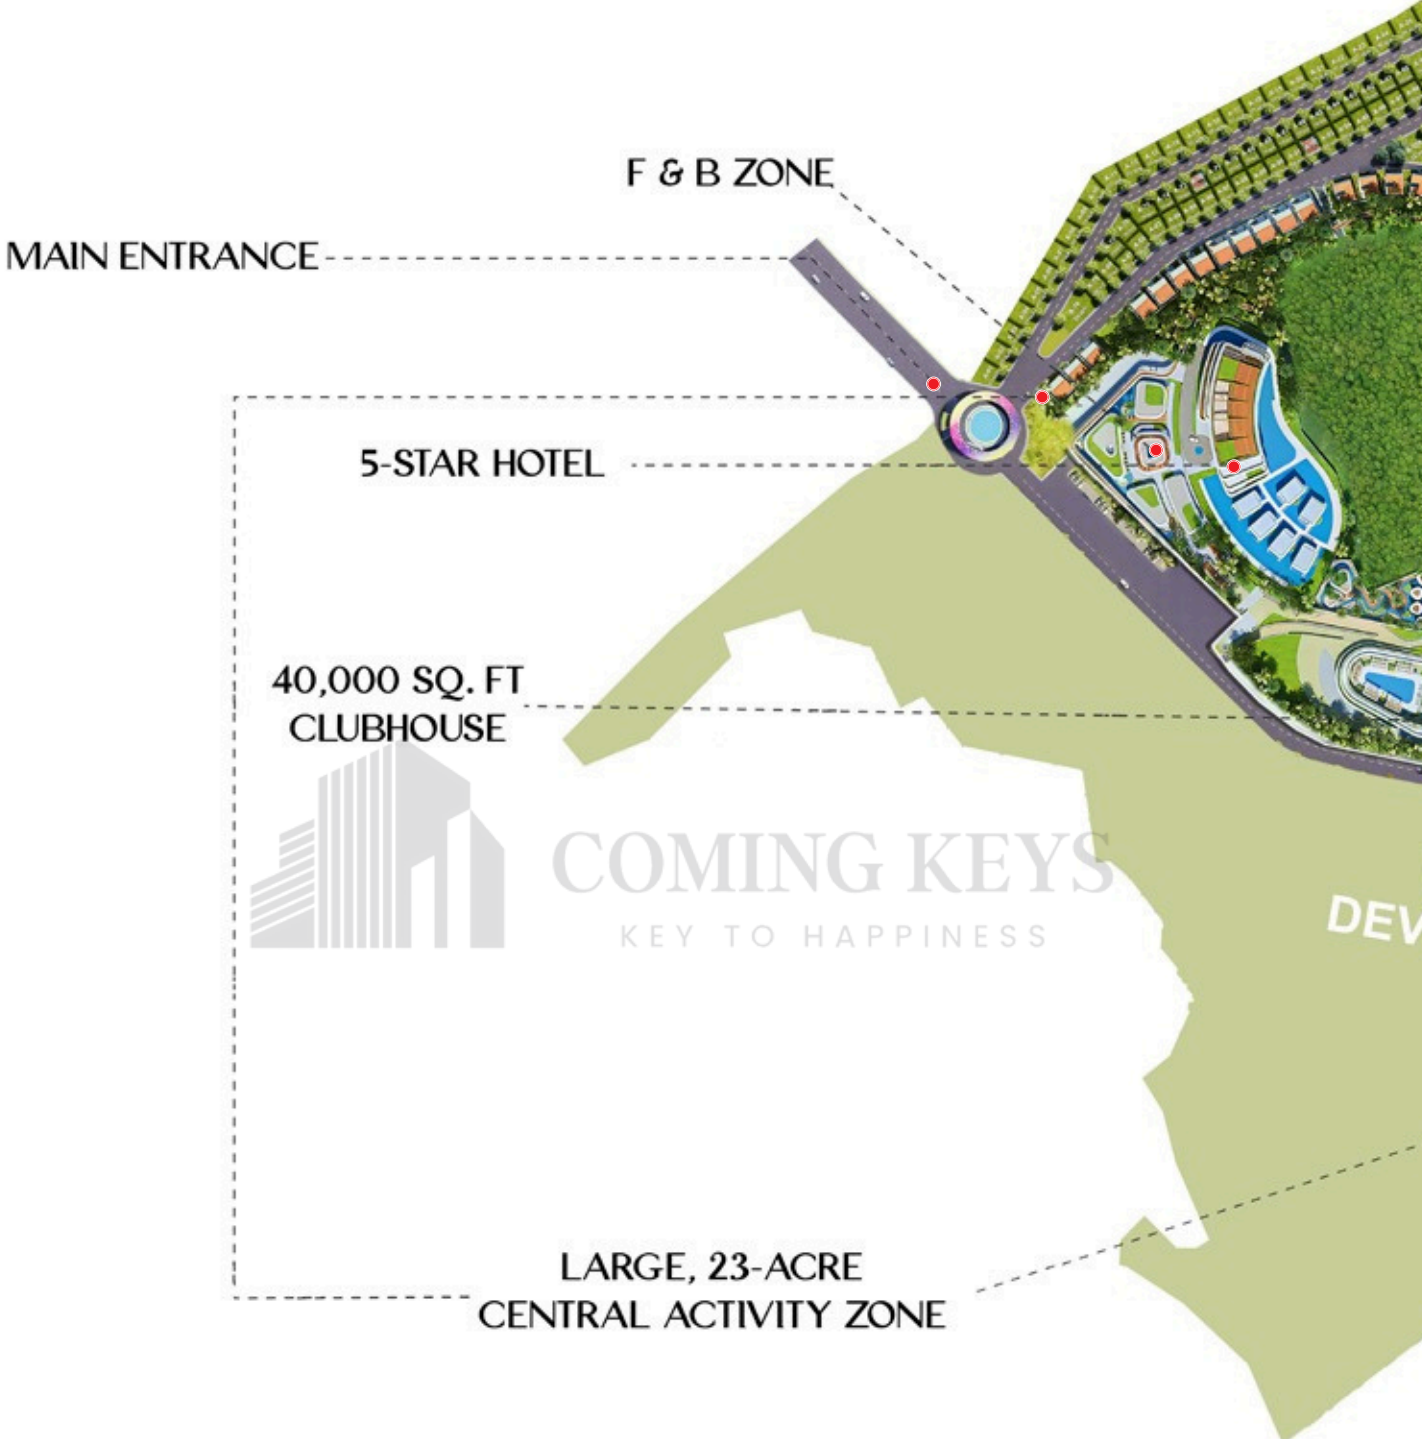 F & B ZONE
MAIN ENTRANCE
5-STAR HOTEL
40,000 SQ. FT
CLUBHOUSE
COMING KEYS
KEY TO HAPPINESS
DEV
LARGE, 23-ACRE
CENTRAL ACTIVITY ZONE